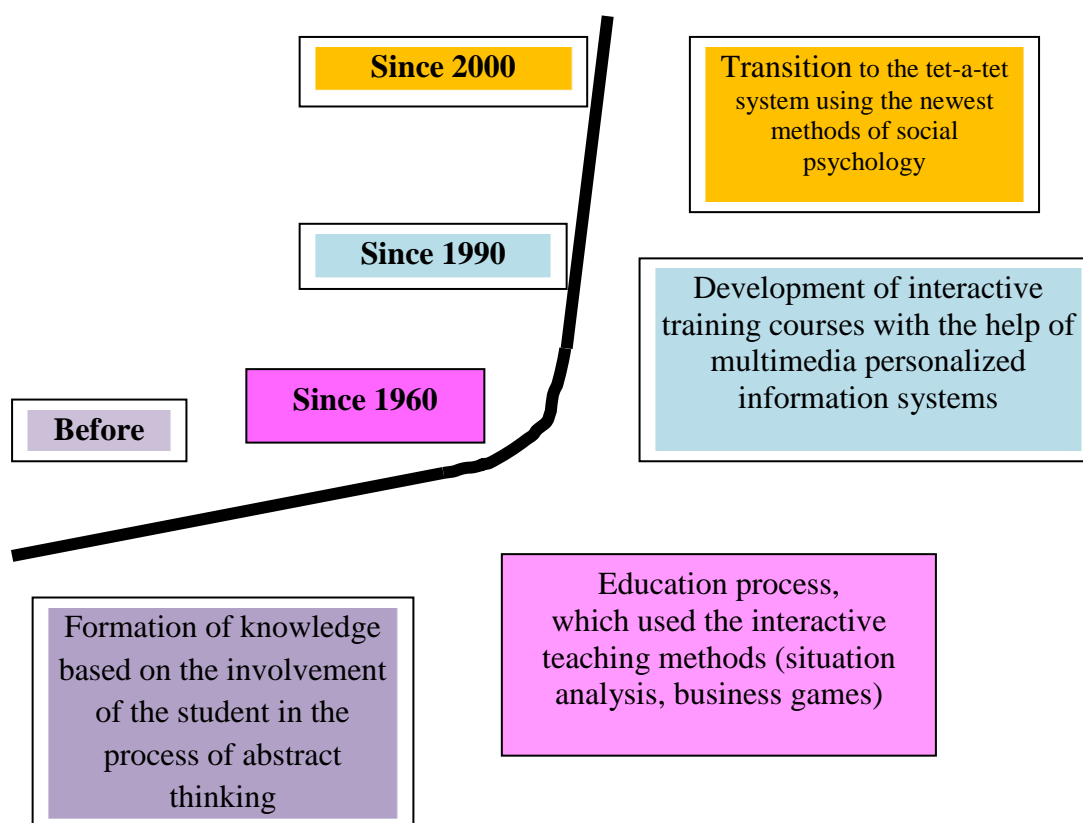 Since 2000
Transition to the tet-a-tet
system using the newest
methods of social
psychology
Since 1990
Development of interactive
training courses with the help of
multimedia personalized
information systems
Since 1960
Before
Education process,
which used the interactive
teaching methods (situation
analysis, business games)
Formation of knowledge
based on the involvement
of the student in the
process of abstract
thinking